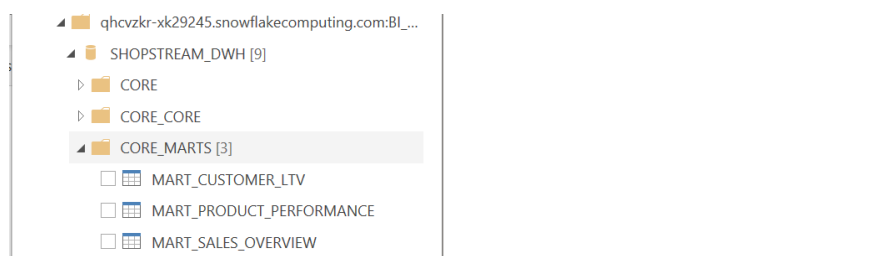 qhcvzkr-xk29245.snowflakecomputing.com:BI_...
SHOPSTREAM_DWH [9]
CORE
CORE_CORE
CORE_MARTS [3]
MART_CUSTOMER_LTV
MART_PRODUCT_PERFORMANCE
MART_SALES_OVERVIEW